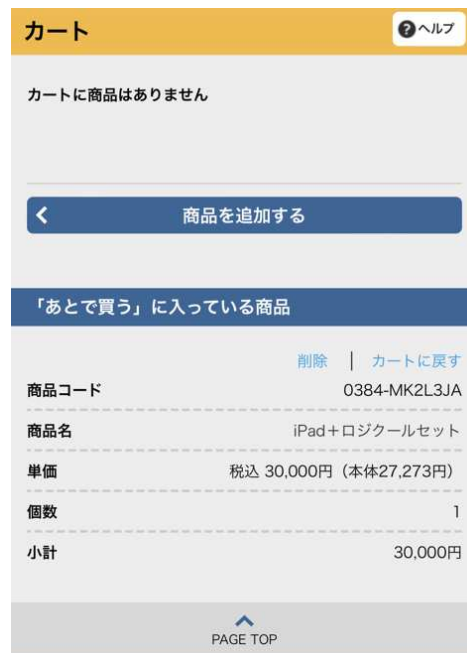 カート
?ヘルプ
カートに商品はありません
商品を追加する
「あとで買う」に入っている商品
削除 | カートに戻す
商品コード 0384-MK2L3JA
商品名 iPad+ロジクールセット
単価 税込 30,000円（本体27,273円）
個数 1
小計 30,000円
PAGE TOP